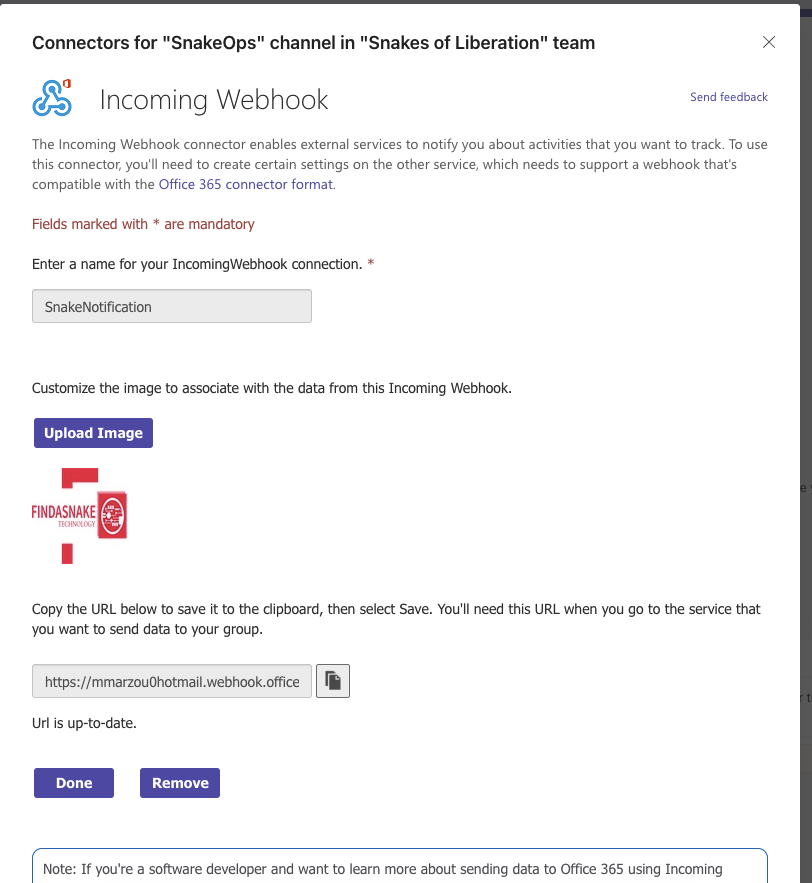 Connectors for "SnakeOps" channel in "Snakes of Liberation" team
Incoming Webhook
Send feedback
The Incoming Webhook connector enables external services to notify you about activities that you want to track. To use
this connector, you'll need to create certain settings on the other service, which needs to support a webhook that's
compatible with the Office 365 connector format.
Fields marked with * are mandatory
Enter a name for your IncomingWebhook connection. *
SnakeNotification
Customize the image to associate with the data from this Incoming Webhook.
Upload Image
FINDASNAKE
TECHNOLOGY
Copy the URL below to save it to the clipboard, then select Save. You'll need this URL when you go to the service that
you want to send data to your group.
https://mmarzou0hotmail.webhook.office
Url is up-to-date.
Done
Remove
Note: If you're a software developer and want to learn more about sending data to Office 365 using Incoming